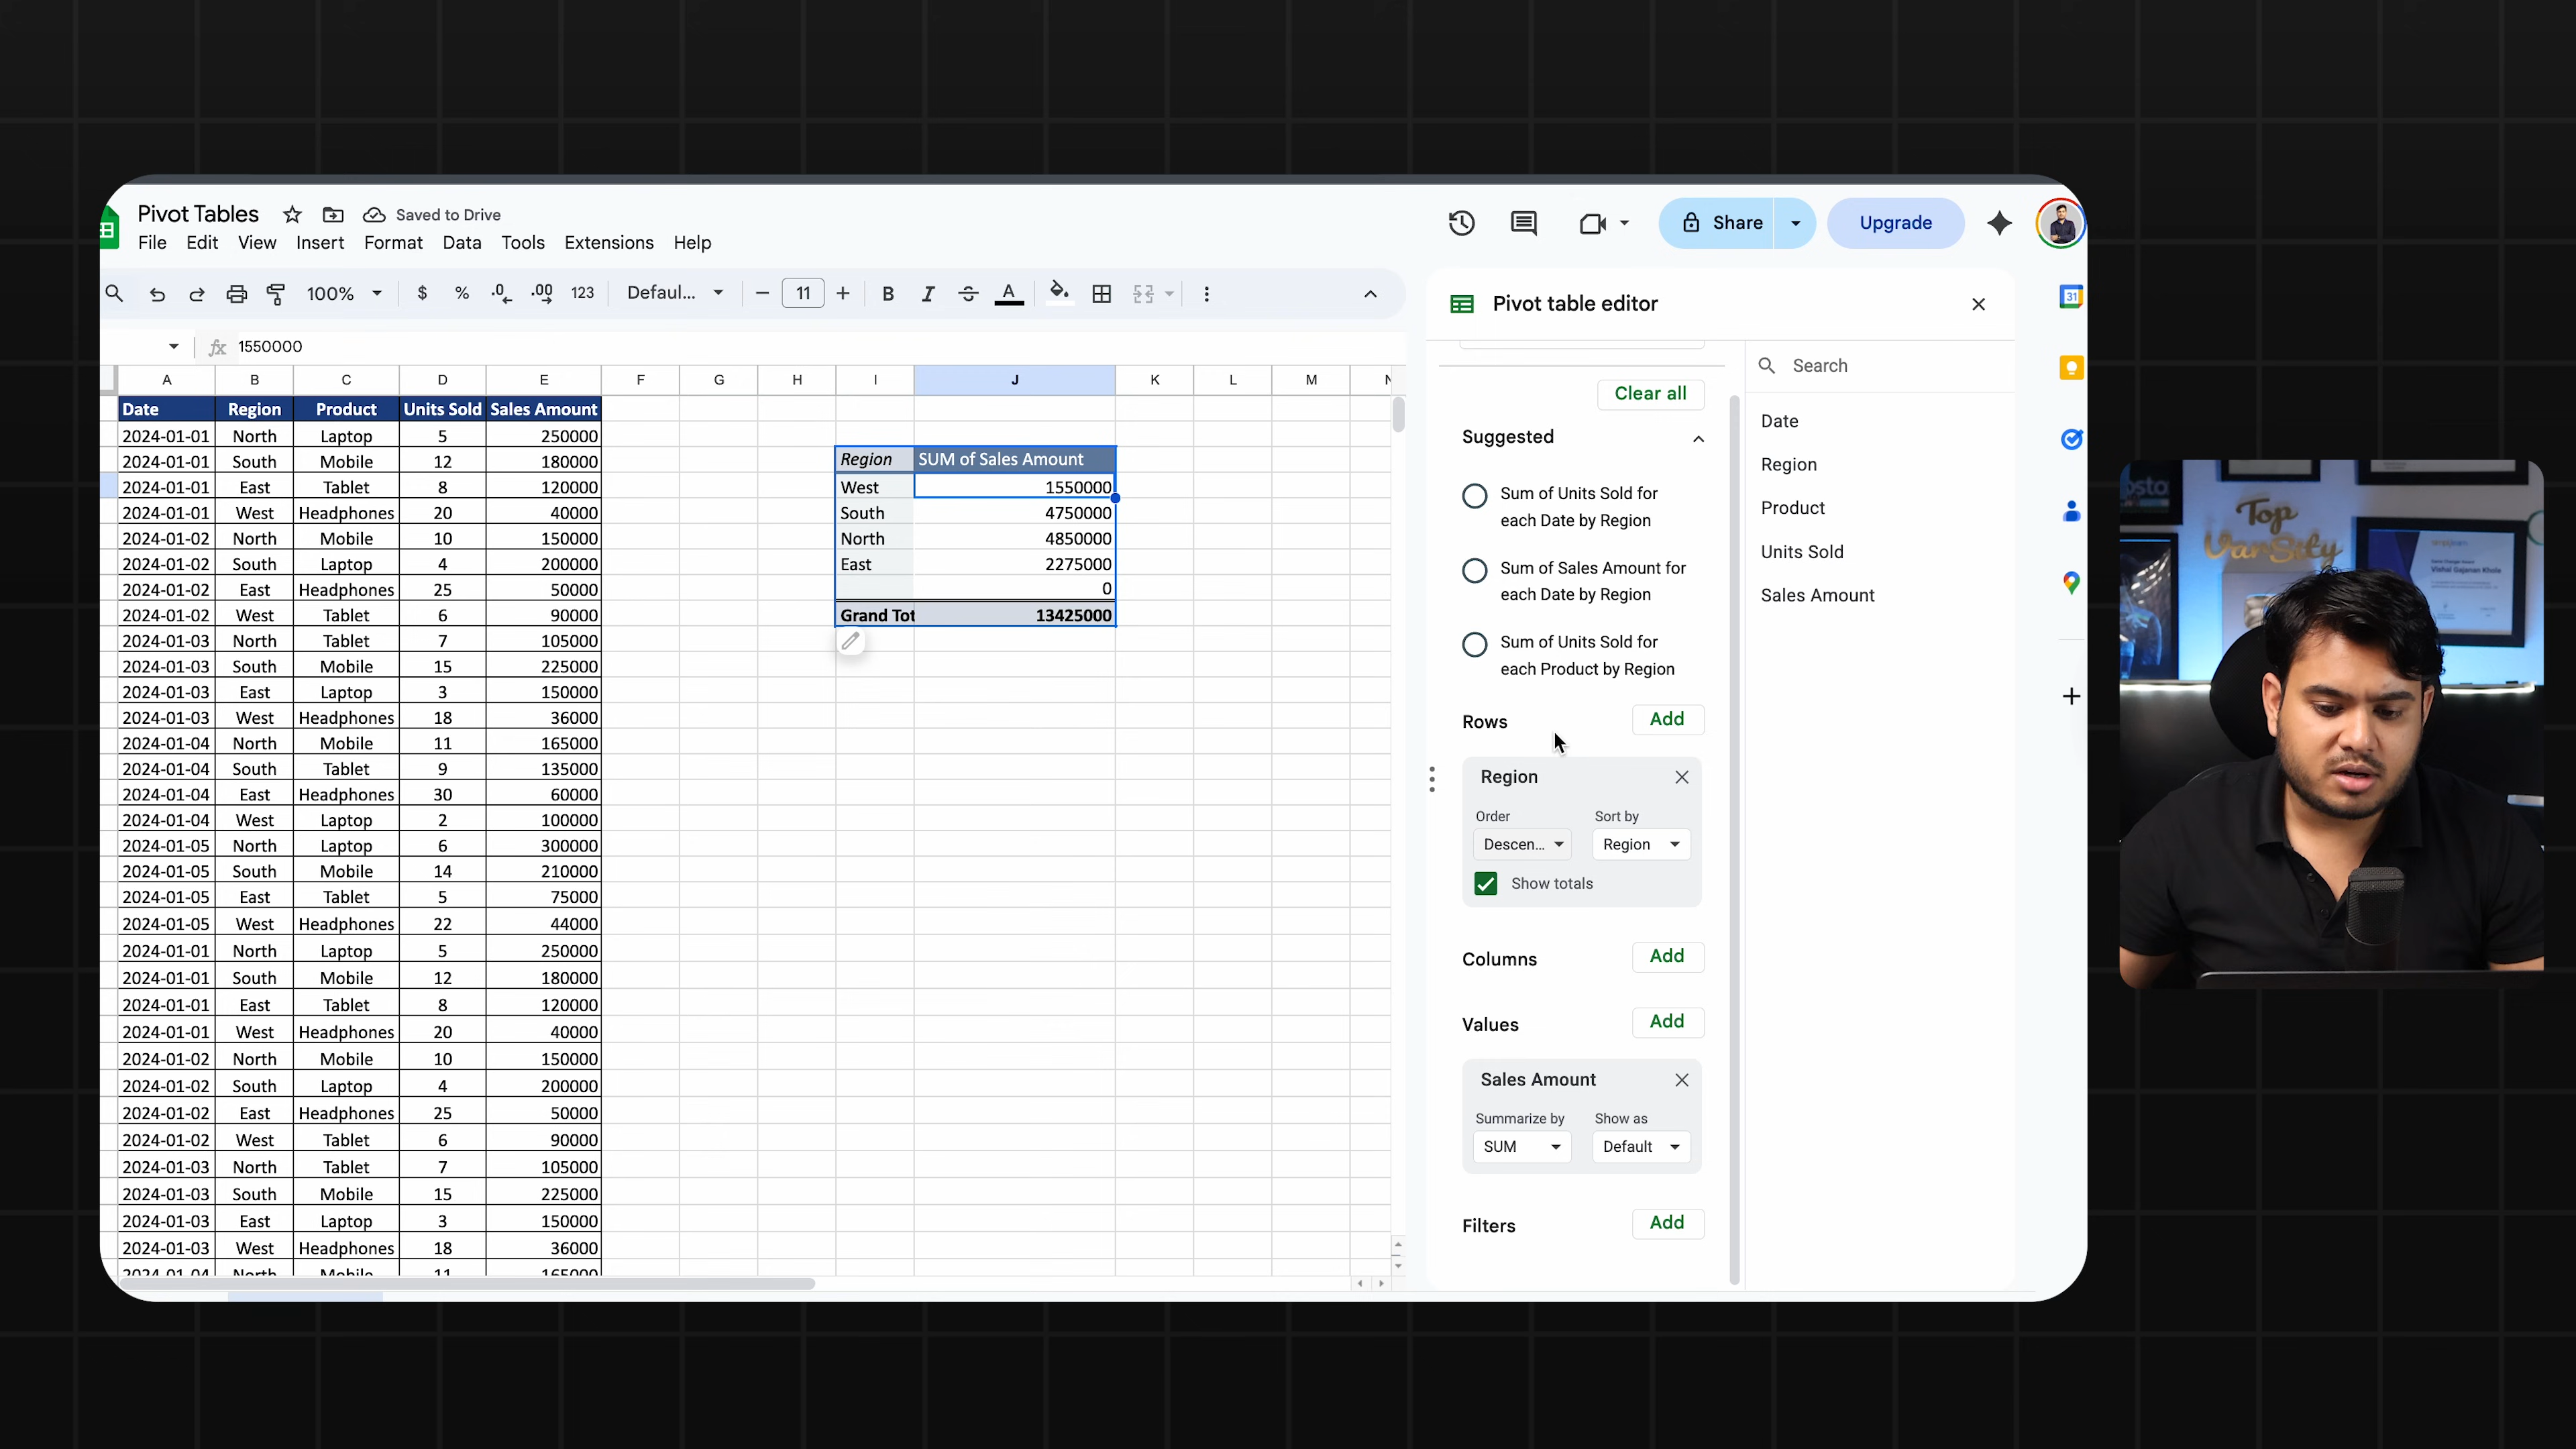 Pivot Tables Saved to Drive
File Edit View Insert Format Data Tools Extensions Help
Share Upgrade
100% $ % .0 .00 123 Defaul... 11 B I S A
fx 1550000
A B C D E F G H I J K L M
Date Region Product Units Sold Sales Amount
2024-01-01 North Laptop 5 250000
2024-01-01 South Mobile 12 180000
2024-01-01 East Tablet 8 120000
2024-01-01 West Headphones 20 40000
2024-01-02 North Mobile 10 150000
2024-01-02 South Laptop 4 200000
2024-01-02 East Headphones 25 50000
2024-01-02 West Tablet 6 90000
2024-01-03 North Tablet 7 105000
2024-01-03 South Mobile 15 225000
2024-01-03 East Laptop 3 150000
2024-01-03 West Headphones 18 36000
2024-01-04 North Mobile 11 165000
2024-01-04 South Tablet 9 135000
2024-01-04 East Headphones 30 60000
2024-01-04 West Laptop 2 100000
2024-01-05 North Laptop 6 300000
2024-01-05 South Mobile 14 210000
2024-01-05 East Tablet 5 75000
2024-01-05 West Headphones 22 44000
2024-01-01 North Laptop 5 250000
2024-01-01 South Mobile 12 180000
2024-01-01 East Tablet 8 120000
2024-01-01 West Headphones 20 40000
2024-01-02 North Mobile 10 150000
2024-01-02 South Laptop 4 200000
2024-01-02 East Headphones 25 50000
2024-01-02 West Tablet 6 90000
2024-01-03 North Tablet 7 105000
2024-01-03 South Mobile 15 225000
2024-01-03 East Laptop 3 150000
2024-01-03 West Headphones 18 36000
2024-01-04 North Mobile 11 165000
Region SUM of Sales Amount
West 1550000
South 4750000
North 4850000
East 2275000
0
Grand Tot 13425000
Pivot table editor
Clear all
Suggested
Sum of Units Sold for
each Date by Region
Sum of Sales Amount for
each Date by Region
Sum of Units Sold for
each Product by Region
Rows Add
Region
Order Sort by
Descen... Region
Show totals
Columns Add
Values Add
Sales Amount
Summarize by Show as
SUM Default
Filters Add
Search
Date
Region
Product
Units Sold
Sales Amount
31
Top
VarSity
Vishal Gajanan Khole